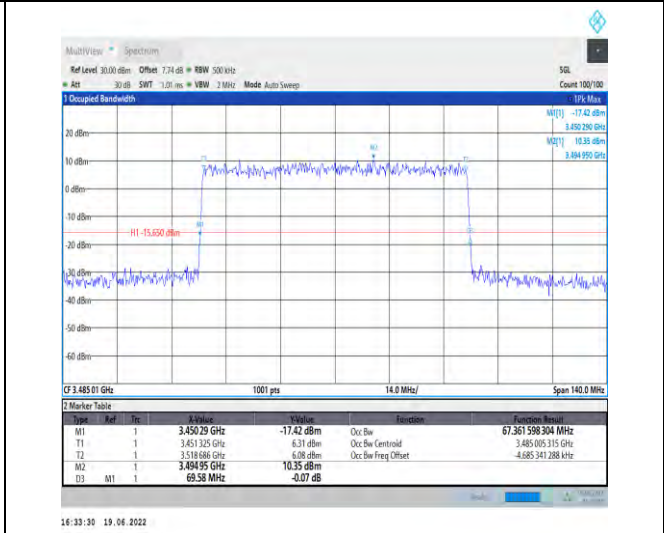 MultiView Spectrum
Ref Level 30.00 dBm Offset 7.74 dB RBW 500 kHz SGL
Att 30 dB SWT 1.01 ms VBW 2 MHz Mode Auto Sweep Count 100/100
1 Occupied Bandwidth 1Pk Max
M1[1] -17.42 dBm
3.450 290 GHz
M2[1] 10.35 dBm
3.494 950 GHz
20 dBm
10 dBm
0 dBm
-10 dBm
H1 -15.650 dBm
-30 dBm
-40 dBm
-50 dBm
-60 dBm
CF 3.485 01 GHz 1001 pts 14.0 MHz/ Span 140.0 MHz
2 Marker Table
Type Ref Trc X-Value Y-Value Function Function Result
M1 1 3.450 29 GHz -17.42 dBm Occ Bw 67.361 598 304 MHz
T1 1 3.451 325 GHz 6.31 dBm Occ Bw Centroid 3.485 005 315 GHz
T2 1 3.518 686 GHz 6.08 dBm Occ Bw Freq Offset -4.685 341 288 kHz
M2 1 3.494 95 GHz 10.35 dBm
D3 M1 1 69.58 MHz -0.07 dB
16:33:30 19.06.2022